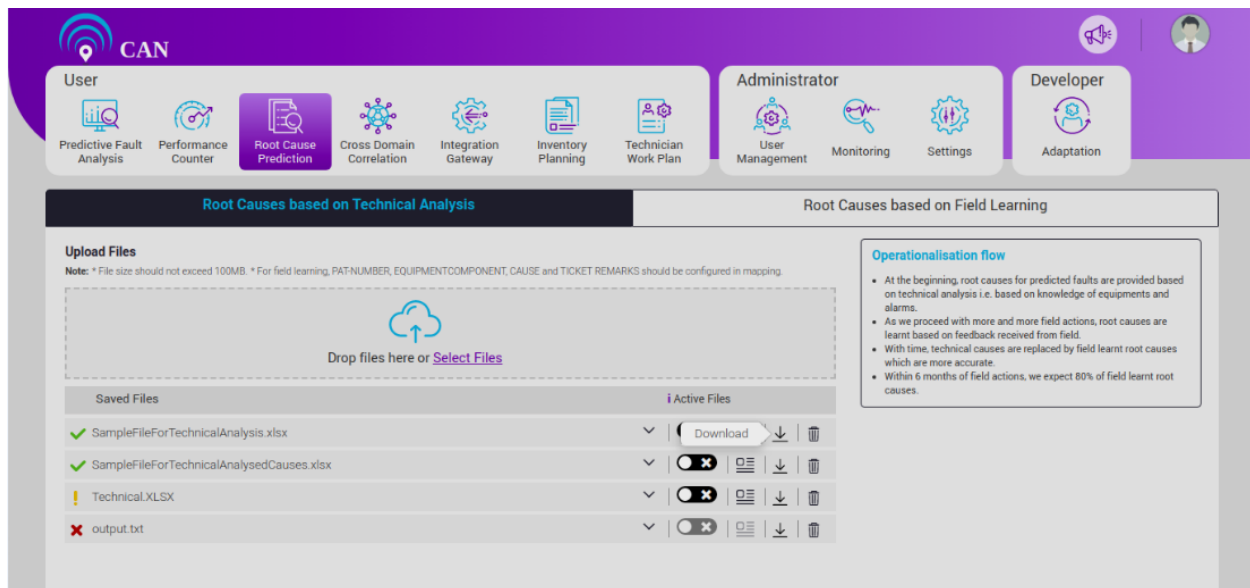 CAN
User
Administrator
Developer
Predictive Fault
Analysis
Performance
Counter
Root Cause
Prediction
Cross Domain
Correlation
Integration
Gateway
Inventory
Planning
Technician
Work Plan
User
Management
Monitoring
Settings
Adaptation
Root Causes based on Technical Analysis
Root Causes based on Field Learning
Upload Files
Note: * File size should not exceed 100MB. * For field learning, PAT-NUMBER, EQUIPMENTCOMPONENT, CAUSE and TICKET REMARKS should be configured in mapping.
Drop files here or Select Files
Saved Files
i Active Files
SampleFileForTechnicalAnalysis.xlsx
Download
SampleFileForTechnicalAnalysedCauses.xlsx
Technical.XLSX
output.txt
Operationalisation flow
• At the beginning, root causes for predicted faults are provided based
on technical analysis i.e. based on knowledge of equipments and
alarms.
• As we proceed with more and more field actions, root causes are
learnt based on feedback received from field.
• With time, technical causes are replaced by field learnt root causes
which are more accurate.
• Within 6 months of field actions, we expect 80% of field learnt root
causes.